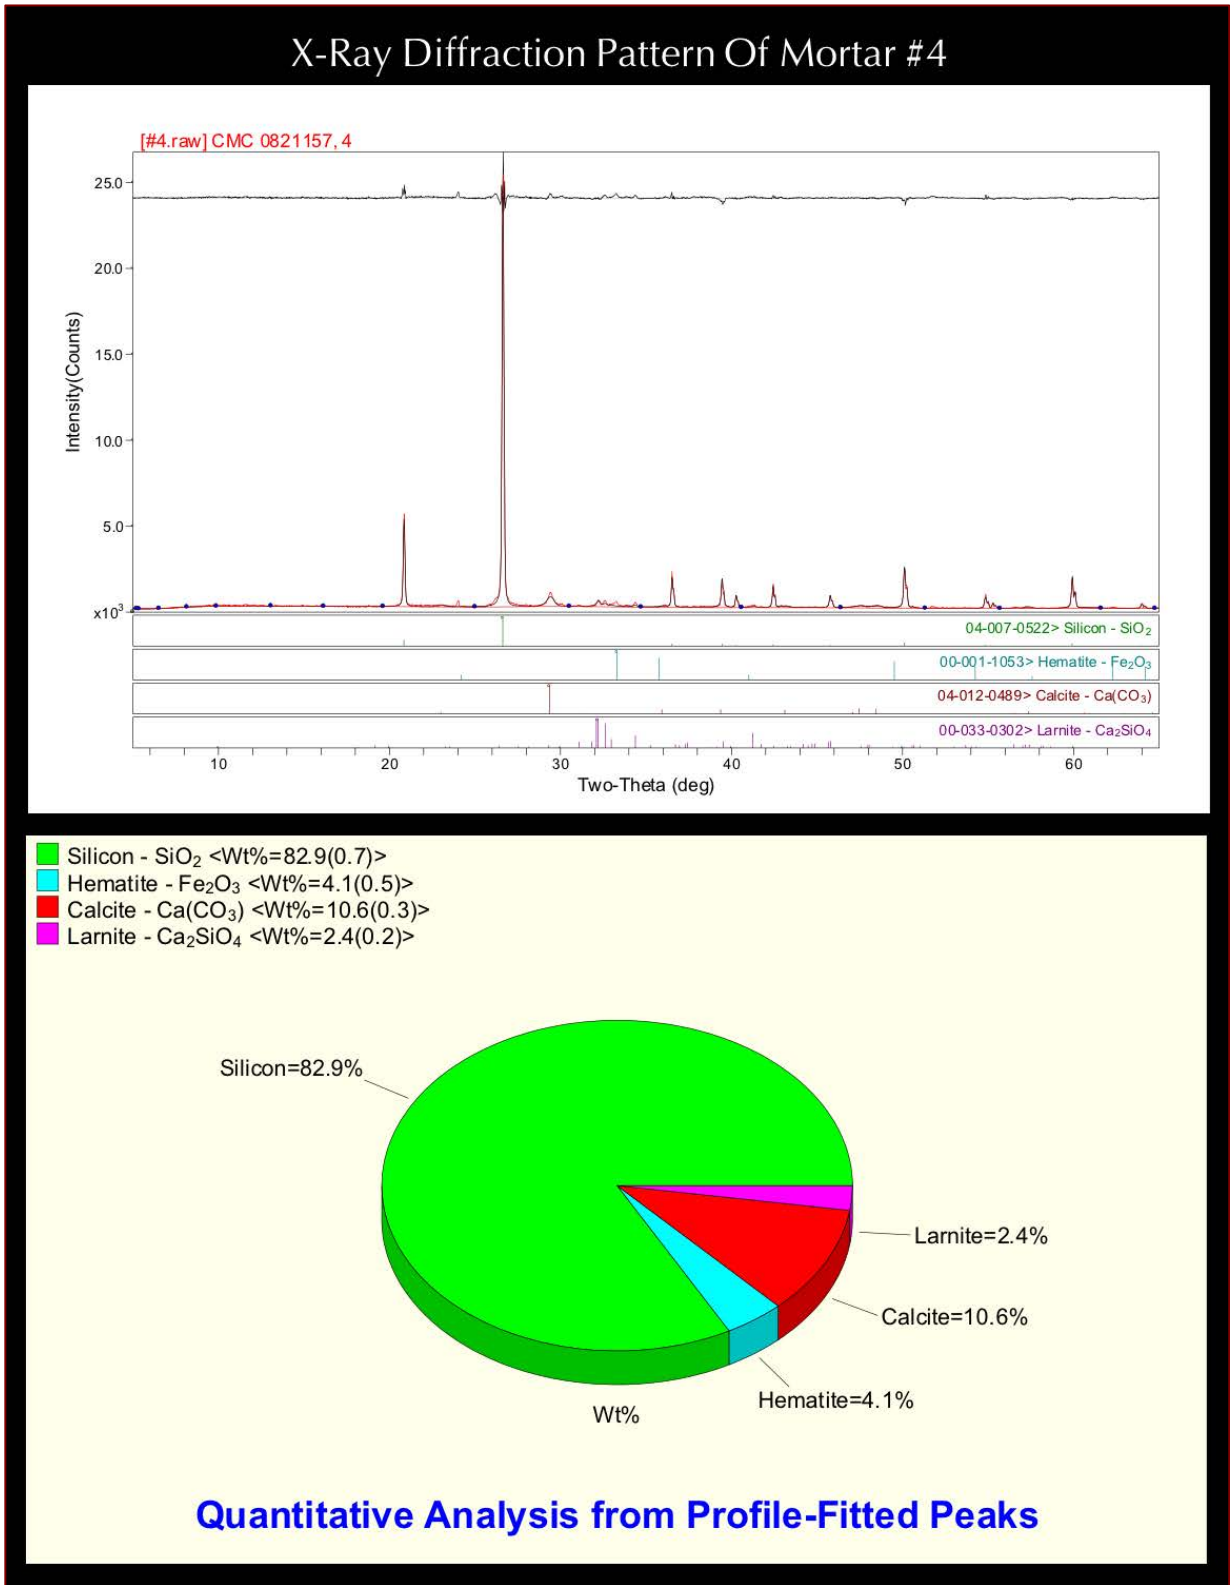 X-Ray Diffraction Pattern Of Mortar #4
[#4.raw] CMC 0821157, 4
Intensity(Counts)
25.0
20.0
15.0
10.0
5.0
x10³
04-007-0522> Silicon - SiO₂
00-001-1053> Hematite - Fe₂O₃
04-012-0489> Calcite - Ca(CO₃)
00-033-0302> Larnite - Ca₂SiO₄
10 20 30 40 50 60
Two-Theta (deg)
Silicon - SiO₂ <Wt%=82.9(0.7)>
Hematite - Fe₂O₃ <Wt%=4.1(0.5)>
Calcite - Ca(CO₃) <Wt%=10.6(0.3)>
Larnite - Ca₂SiO₄ <Wt%=2.4(0.2)>
Silicon=82.9%
Larnite=2.4%
Calcite=10.6%
Hematite=4.1%
Wt%
Quantitative Analysis from Profile-Fitted Peaks